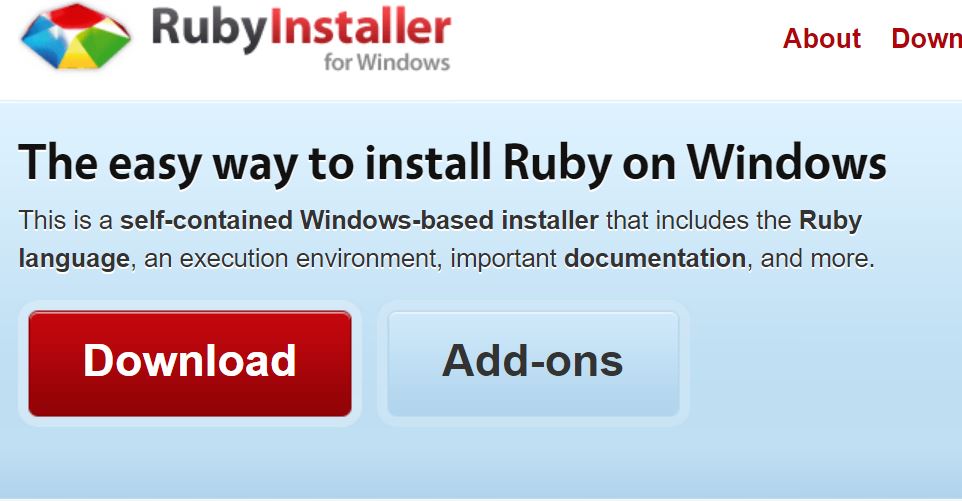 RubyInstaller
for Windows
About
Down
The easy way to install Ruby on Windows
This is a self-contained Windows-based installer that includes the Ruby
language, an execution environment, important documentation, and more.
Download
Add-ons